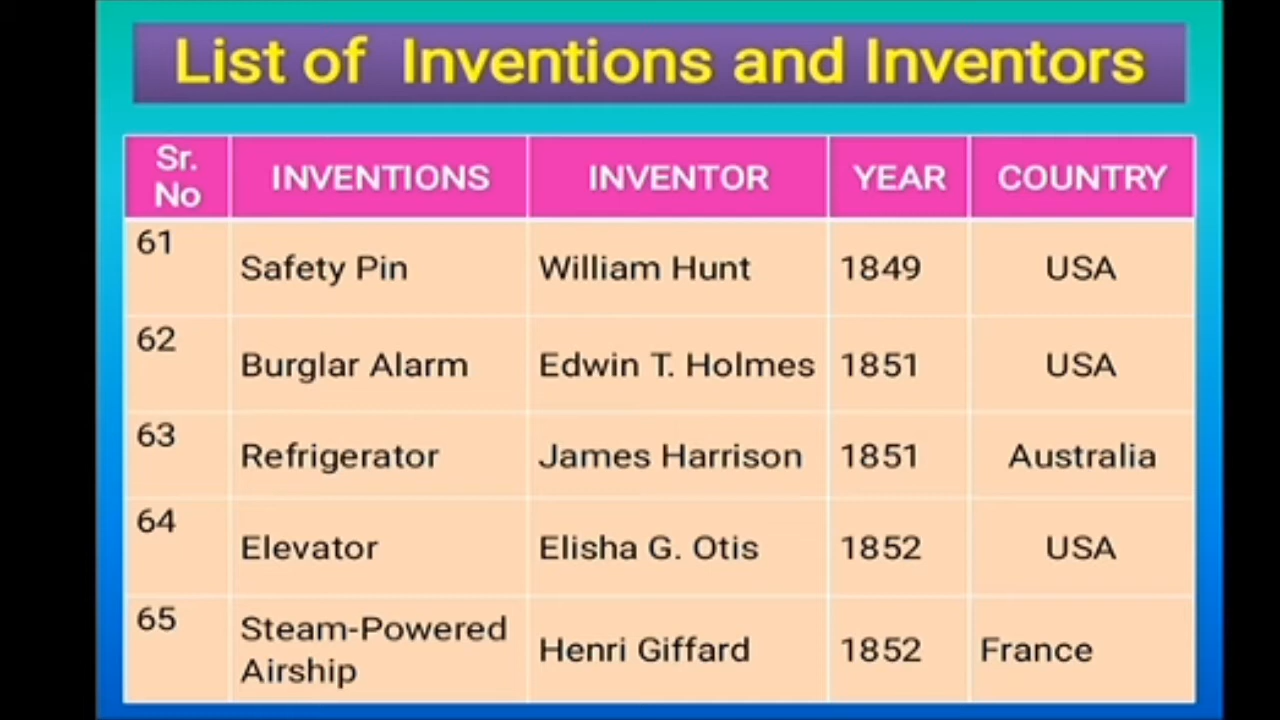 List of Inventions and Inventors
Sr. No INVENTIONS INVENTOR YEAR COUNTRY
61 Safety Pin William Hunt 1849 USA
62 Burglar Alarm Edwin T. Holmes 1851 USA
63 Refrigerator James Harrison 1851 Australia
64 Elevator Elisha G. Otis 1852 USA
65 Steam-Powered Airship Henri Giffard 1852 France